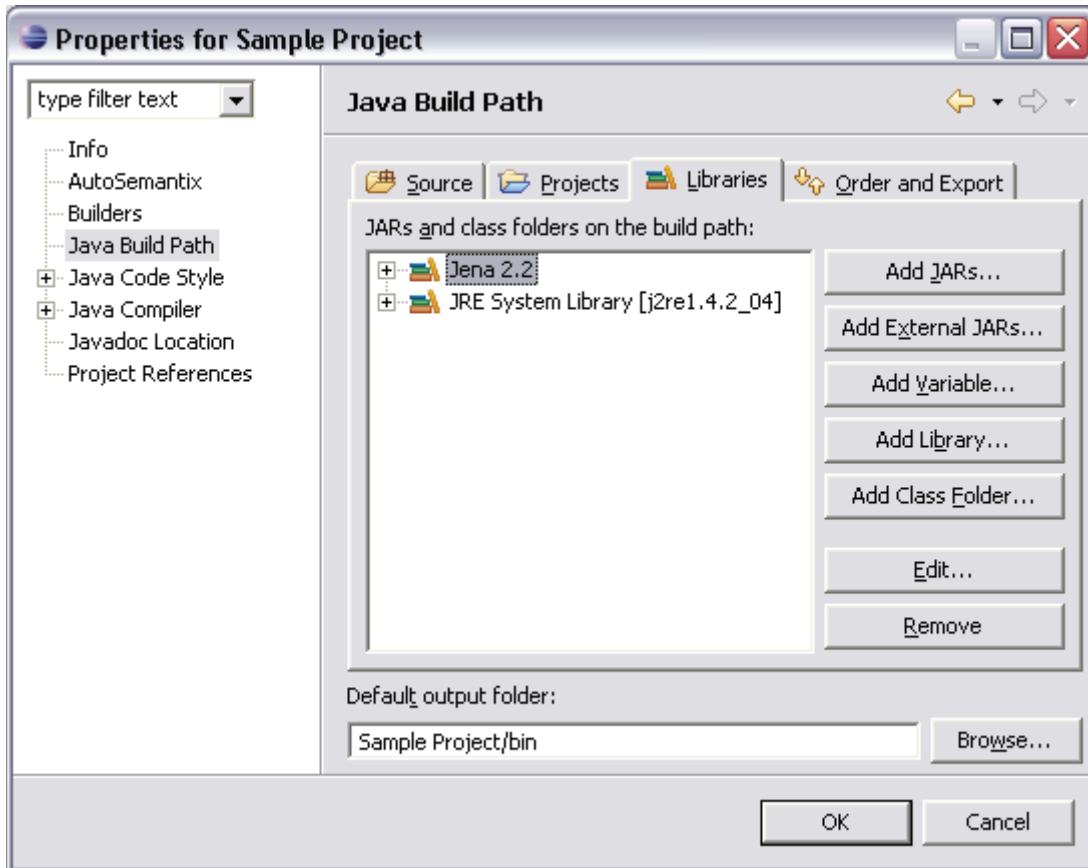 Properties for Sample Project
type filter text
Info
AutoSemantix
Builders
Java Build Path
Java Code Style
Java Compiler
Javadoc Location
Project References
Java Build Path
Source
Projects
Libraries
Order and Export
JARs and class folders on the build path:
Jena 2.2
JRE System Library [j2re1.4.2_04]
Add JARs...
Add External JARs...
Add Variable...
Add Library...
Add Class Folder...
Edit...
Remove
Default output folder:
Sample Project/bin
Browse...
OK
Cancel